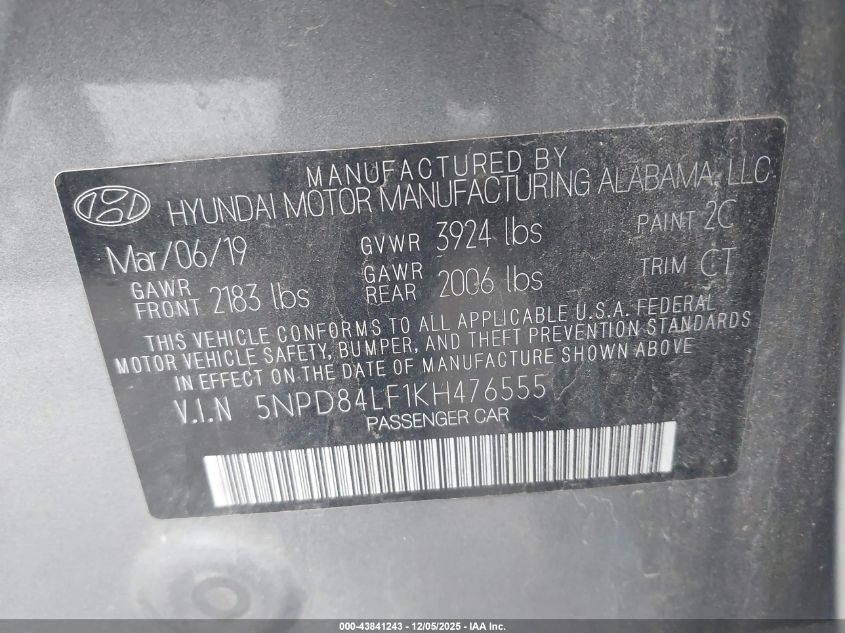 MANUFACTURED BY
HYUNDAI MOTOR MANUFACTURING ALABAMA, LLC
Mar/06/19 GVWR 3924 lbs PAINT 2C
GAWR FRONT 2183 lbs GAWR REAR 2006 lbs TRIM CT
THIS VEHICLE CONFORMS TO ALL APPLICABLE U.S.A. FEDERAL
MOTOR VEHICLE SAFETY, BUMPER, AND THEFT PREVENTION STANDARDS
IN EFFECT ON THE DATE OF MANUFACTURE SHOWN ABOVE
V.I.N 5NPD84LF1KH476555
PASSENGER CAR
000-43841243 - 12/05/2025 - IAA Inc.